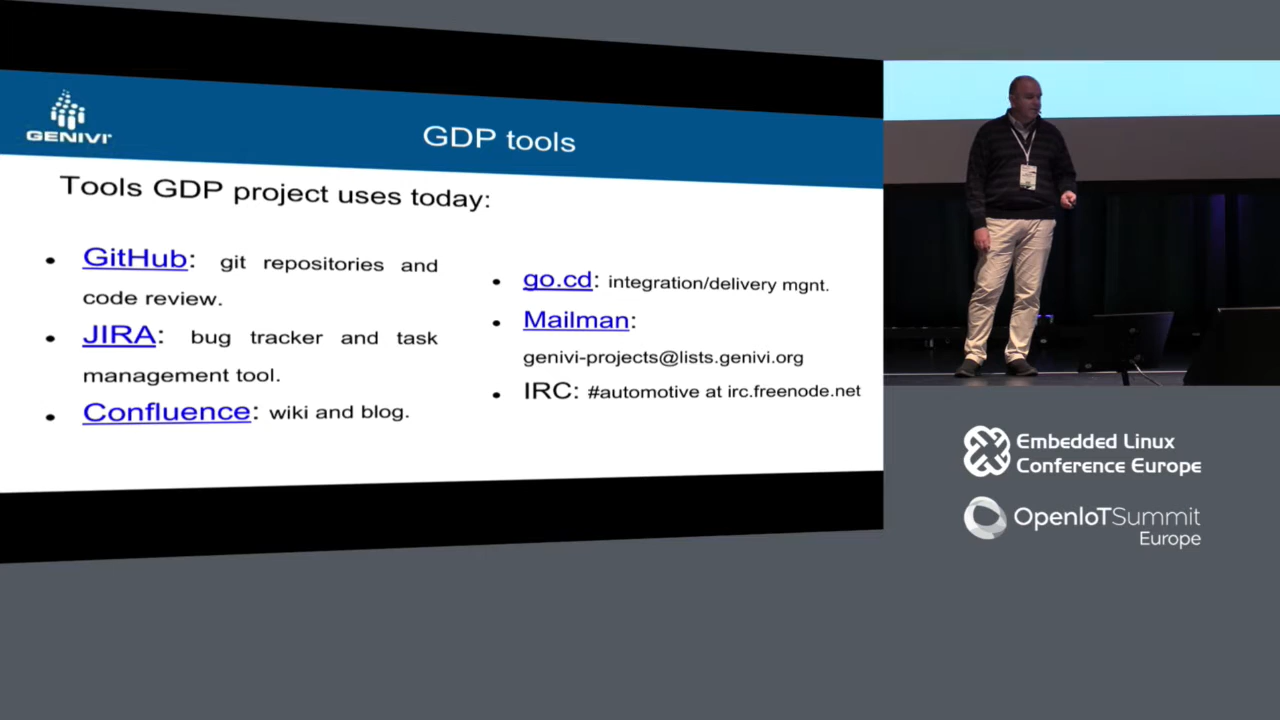 GENIVI
GDP tools
Tools GDP project uses today:
• GitHub: git repositories and
code review.
• JIRA: bug tracker and task
management tool.
• Confluence: wiki and blog.
• go.cd: integration/delivery mgnt.
• Mailman:
genivi-projects@lists.genivi.org
• IRC: #automotive at irc.freenode.net
Embedded Linux
Conference Europe
OpenIoTSummit
Europe